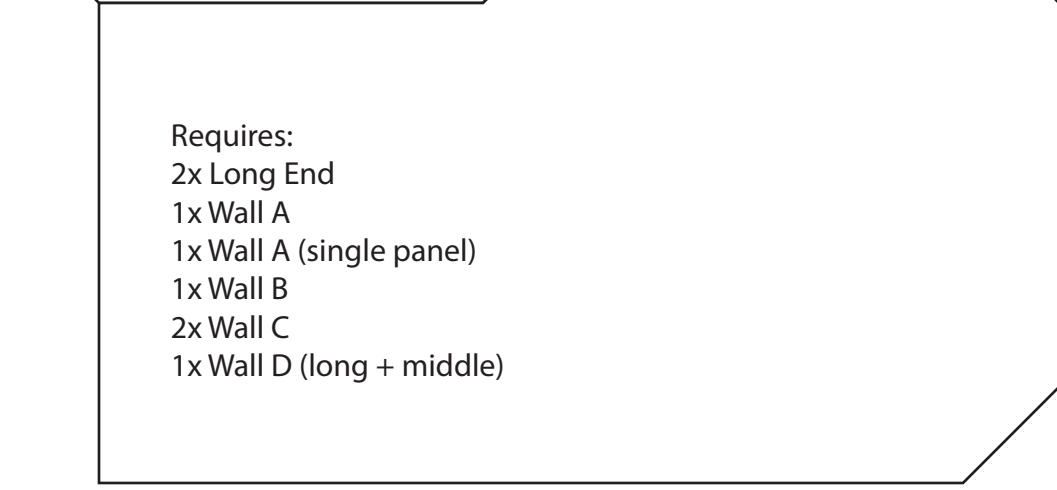 Requires:
2x Long End
1x Wall A
1x Wall A (single panel)
1x Wall B
2x Wall C
1x Wall D (long + middle)